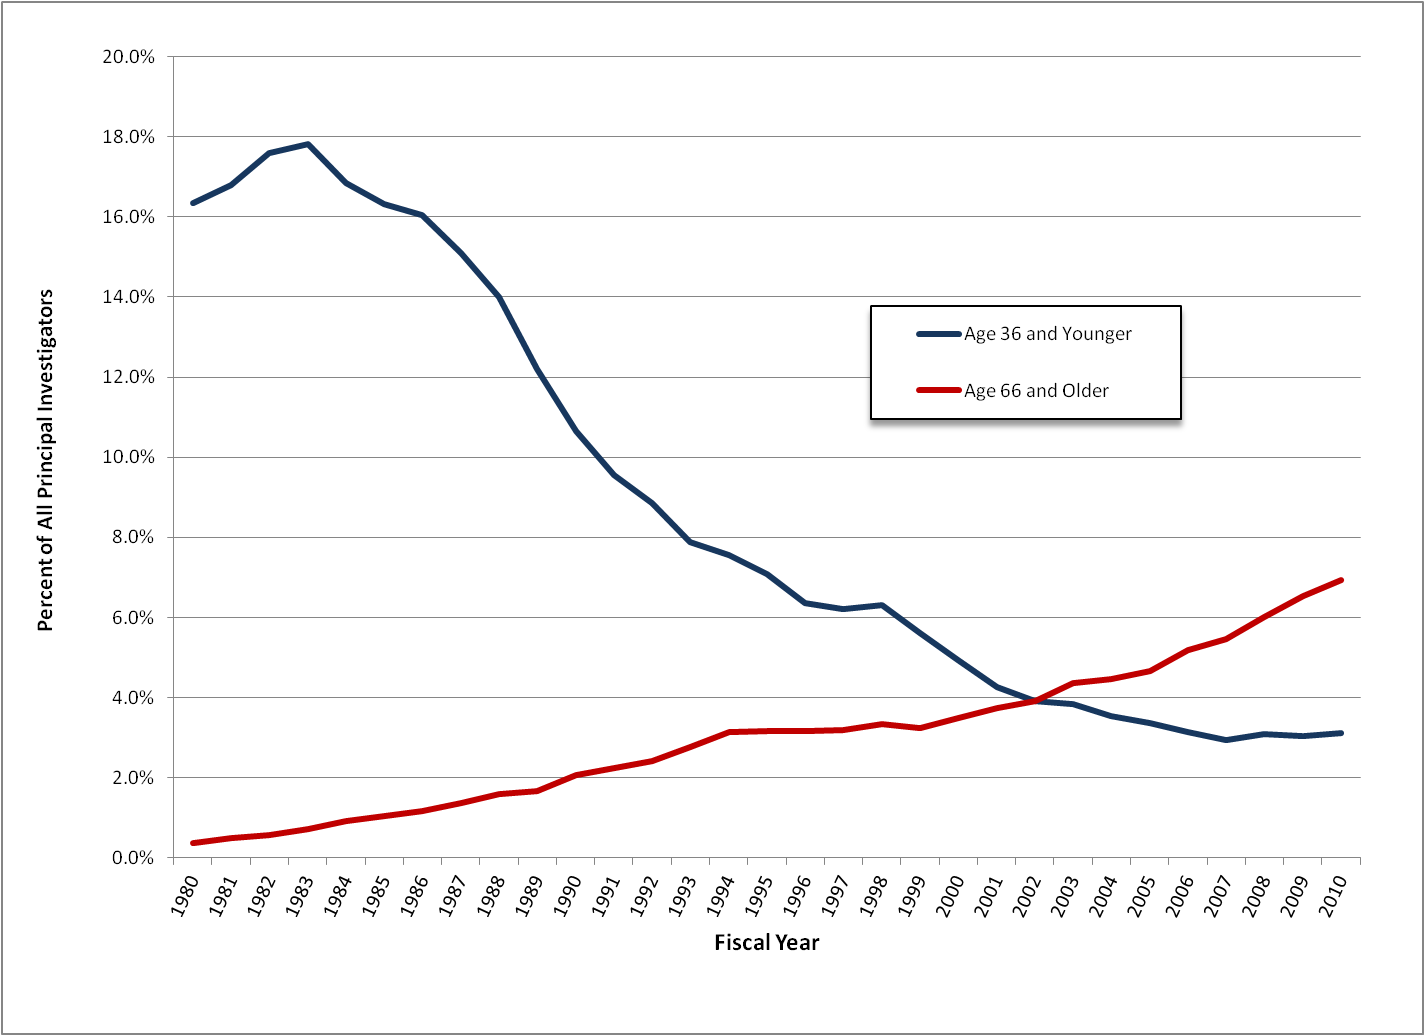 20.0%
18.0%
16.0%
14.0%
12.0%
10.0%
8.0%
6.0%
4.0%
2.0%
0.0%
Percent of All Principal Investigators
Age 36 and Younger
Age 66 and Older
1980 1981 1982 1983 1984 1985 1986 1987 1988 1989 1990 1991 1992 1993 1994 1995 1996 1997 1998 1999 2000 2001 2002 2003 2004 2005 2006 2007 2008 2009 2010
Fiscal Year